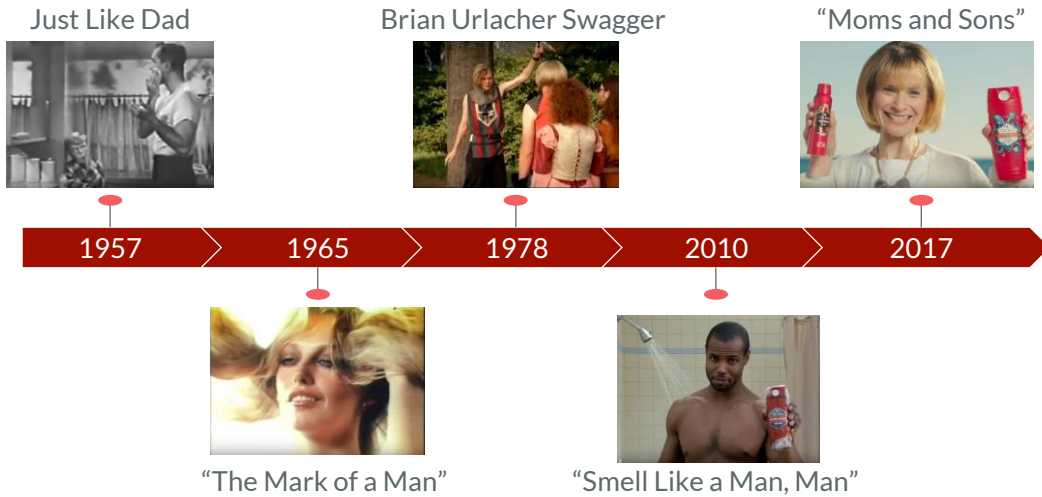 Just Like Dad
Brian Urlacher Swagger
“Moms and Sons”
1957
1965
1978
2010
2017
“The Mark of a Man”
“Smell Like a Man, Man”